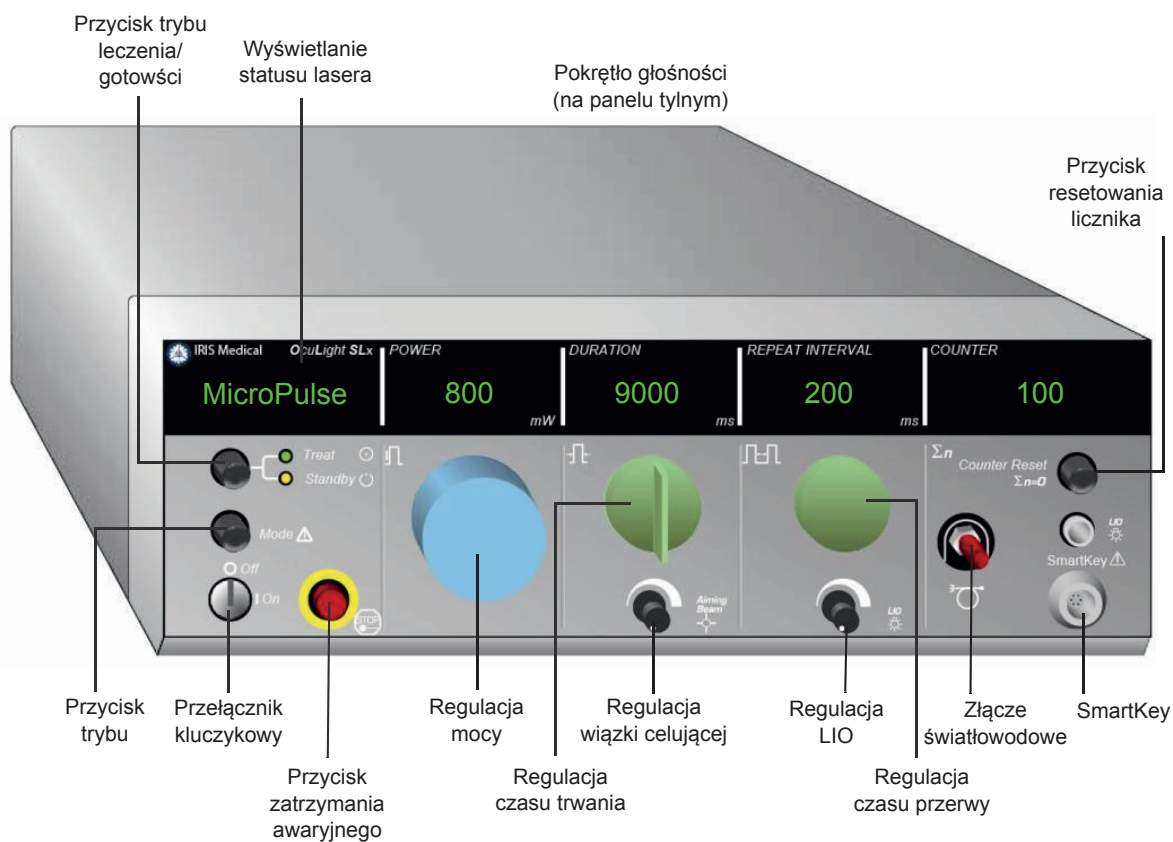 Przycisk trybu
leczenia/
gotowści
Wyświetlanie
statusu lasera
Pokrętło głośności
(na panelu tylnym)
Przycisk
resetowania
licznika
IRIS Medical OcuLight SLx
POWER
DURATION
REPEAT INTERVAL
COUNTER
MicroPulse
800
9000
200
100
mW
ms
ms
Treat
Standby
Mode
Off
On
STOP
Aiming
Beam
LIO
Σn
Counter Reset
Σn=0
LIO
SmartKey
Przycisk
trybu
Przełącznik
kluczykowy
Regulacja
mocy
Regulacja
wiązki celującej
Regulacja
LIO
Złącze
światłowodowe
SmartKey
Przycisk
zatrzymania
awaryjnego
Regulacja
czasu trwania
Regulacja
czasu przerwy